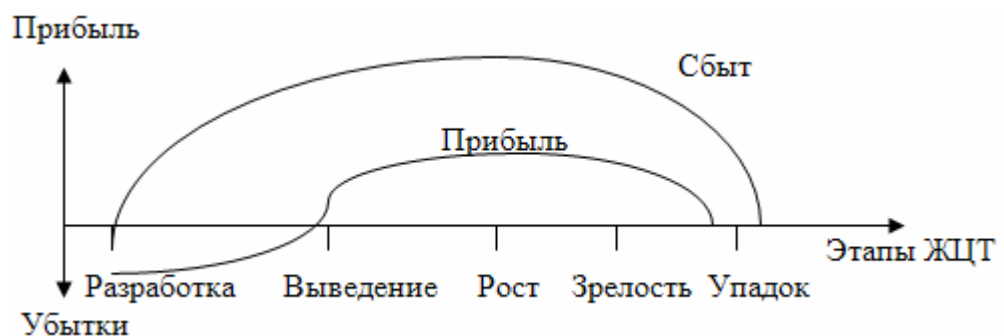 Прибыль
Сбыт
Прибыль
Этапы ЖЦТ
Разработка Выведение Рост Зрелость Упадок
Убытки